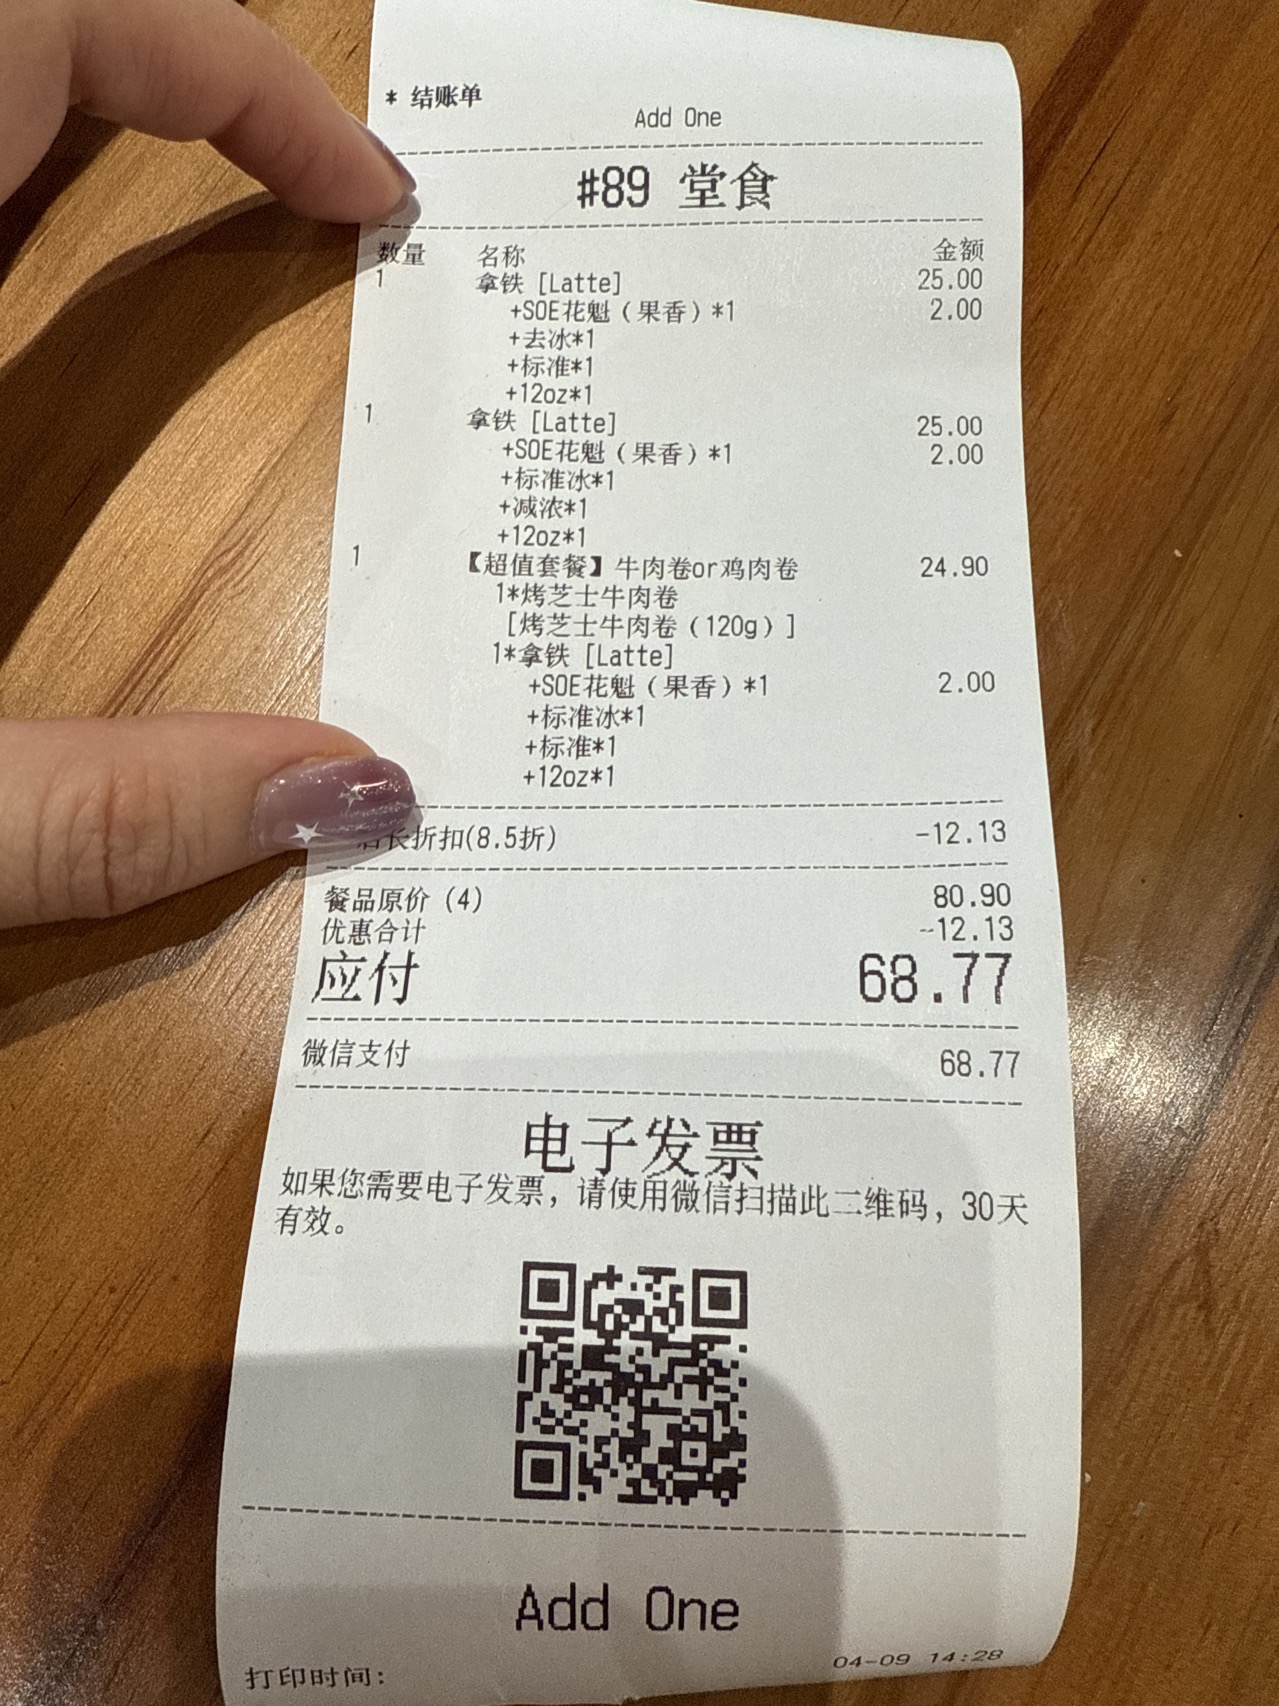 * 结账单
Add One
#89 堂食
数量 名称 金额
1 拿铁 [Latte] 25.00
+SOE花魁（果香）*1 2.00
+去冰*1
+标准*1
+12oz*1
1 拿铁 [Latte] 25.00
+SOE花魁（果香）*1 2.00
+标准冰*1
+减浓*1
+12oz*1
1 【超值套餐】牛肉卷or鸡肉卷 24.90
1*烤芝士牛肉卷
[烤芝士牛肉卷（120g）]
1*拿铁 [Latte]
+SOE花魁（果香）*1 2.00
+标准冰*1
+标准*1
+12oz*1
店长折扣(8.5折) -12.13
餐品原价 (4) 80.90
优惠合计 -12.13
应付 68.77
微信支付 68.77
电子发票
如果您需要电子发票，请使用微信扫描此二维码，30天
有效。
Add One
打印时间: 04-09 14:28